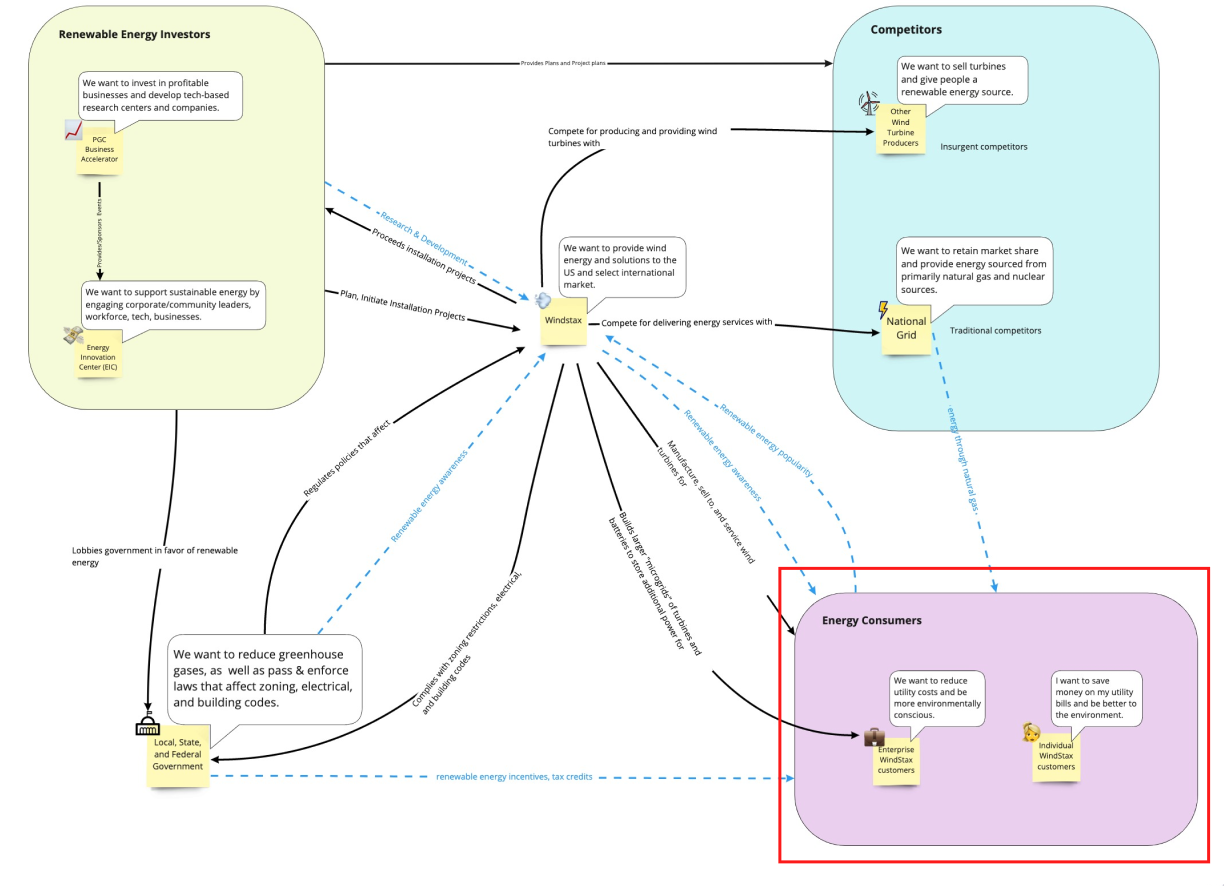 Renewable Energy Investors
We want to invest in profitable
businesses and develop tech-based
research centers and companies.
PGC
Business
Accelerator
Provides/Sponsors Events
We want to support sustainable energy by
engaging corporate/community leaders,
workforce, tech, businesses.
Energy
Innovation
Center (EIC)
Provides Plans and Project plans
Competitors
We want to sell turbines
and give people a
renewable energy source.
Other
Wind
Turbine
Producers
Insurgent competitors
We want to retain market share
and provide energy sourced from
primarily natural gas and nuclear
sources.
National
Grid
Traditional competitors
Compete for producing and providing wind
turbines with
Research & Development
Proceeds installation projects
Plan, Initiate Installation Projects
We want to provide wind
energy and solutions to the
US and select international
market.
Windstax
Compete for delivering energy services with
Regulates policies that affect
Renewable energy awareness
Complies with zoning restrictions, electrical,
and building codes
Builds larger "microgrids" of turbines and
batteries to store additional power for
Manufacture, sell to, and service wind
turbines for
Renewable energy awareness
Renewable energy popularity
energy through natural gas
Lobbies government in favor of renewable
energy
We want to reduce greenhouse
gases, as well as pass & enforce
laws that affect zoning, electrical,
and building codes.
Local, State,
and Federal
Government
renewable energy incentives, tax credits
Energy Consumers
We want to reduce
utility costs and be
more environmentally
conscious.
Enterprise
WindStax
customers
I want to save
money on my utility
bills and be better to
the environment.
Individual
WindStax
customers